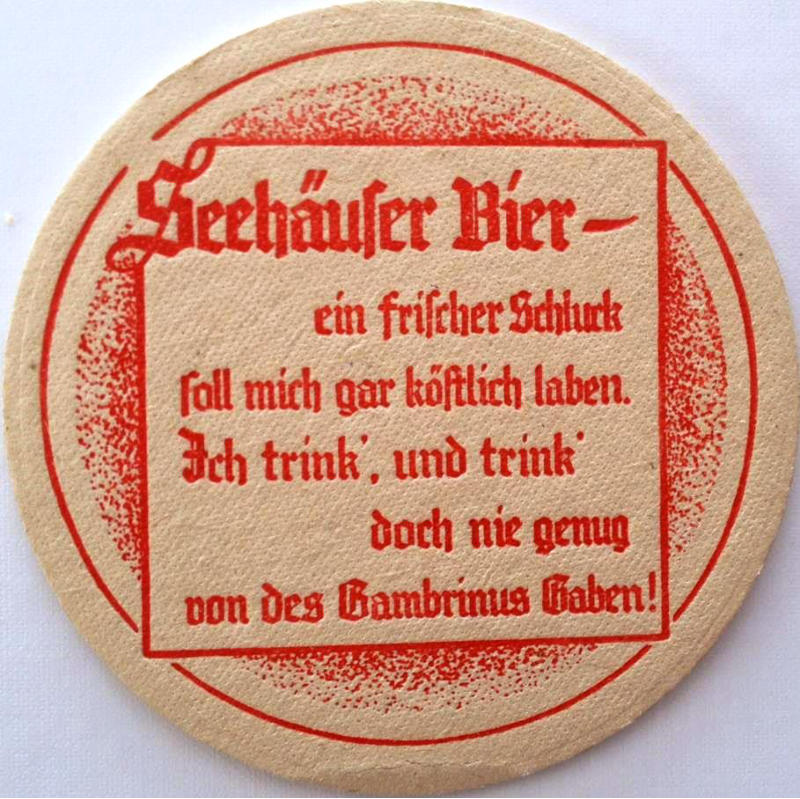 Seehäuſer Bier –
ein friſcher Schluck
ſoll mich gar köſtlich laben.
Ich trink', und trink'
doch nie genug
von des Gambrinus Gaben!